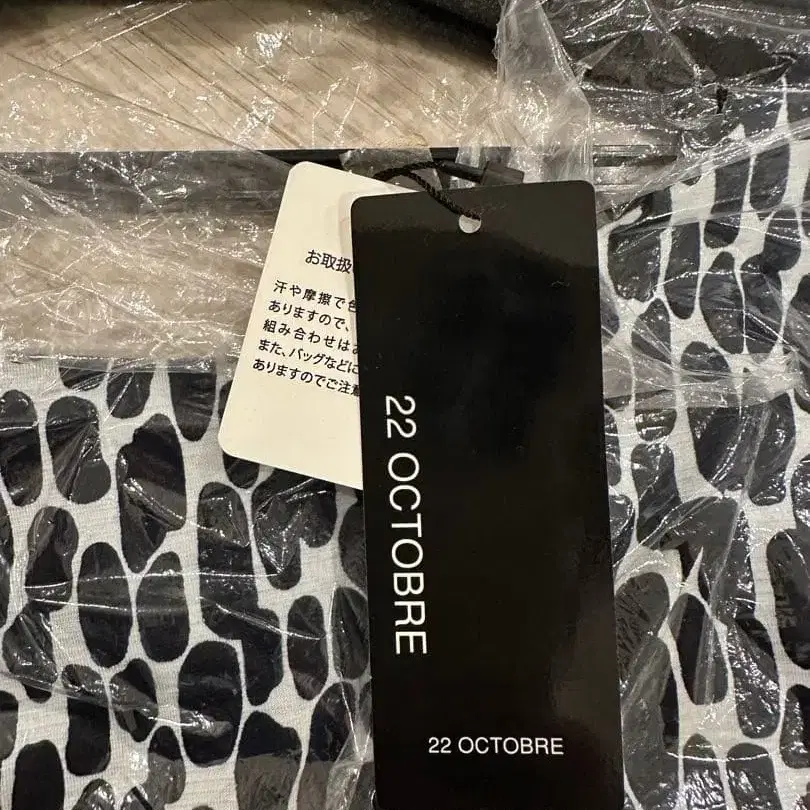 お取扱い
汗や摩擦で色
ありますので、
組み合わせはお
また、バッグなどに
ありますのでご注意
22 OCTOBRE
22 OCTOBRE